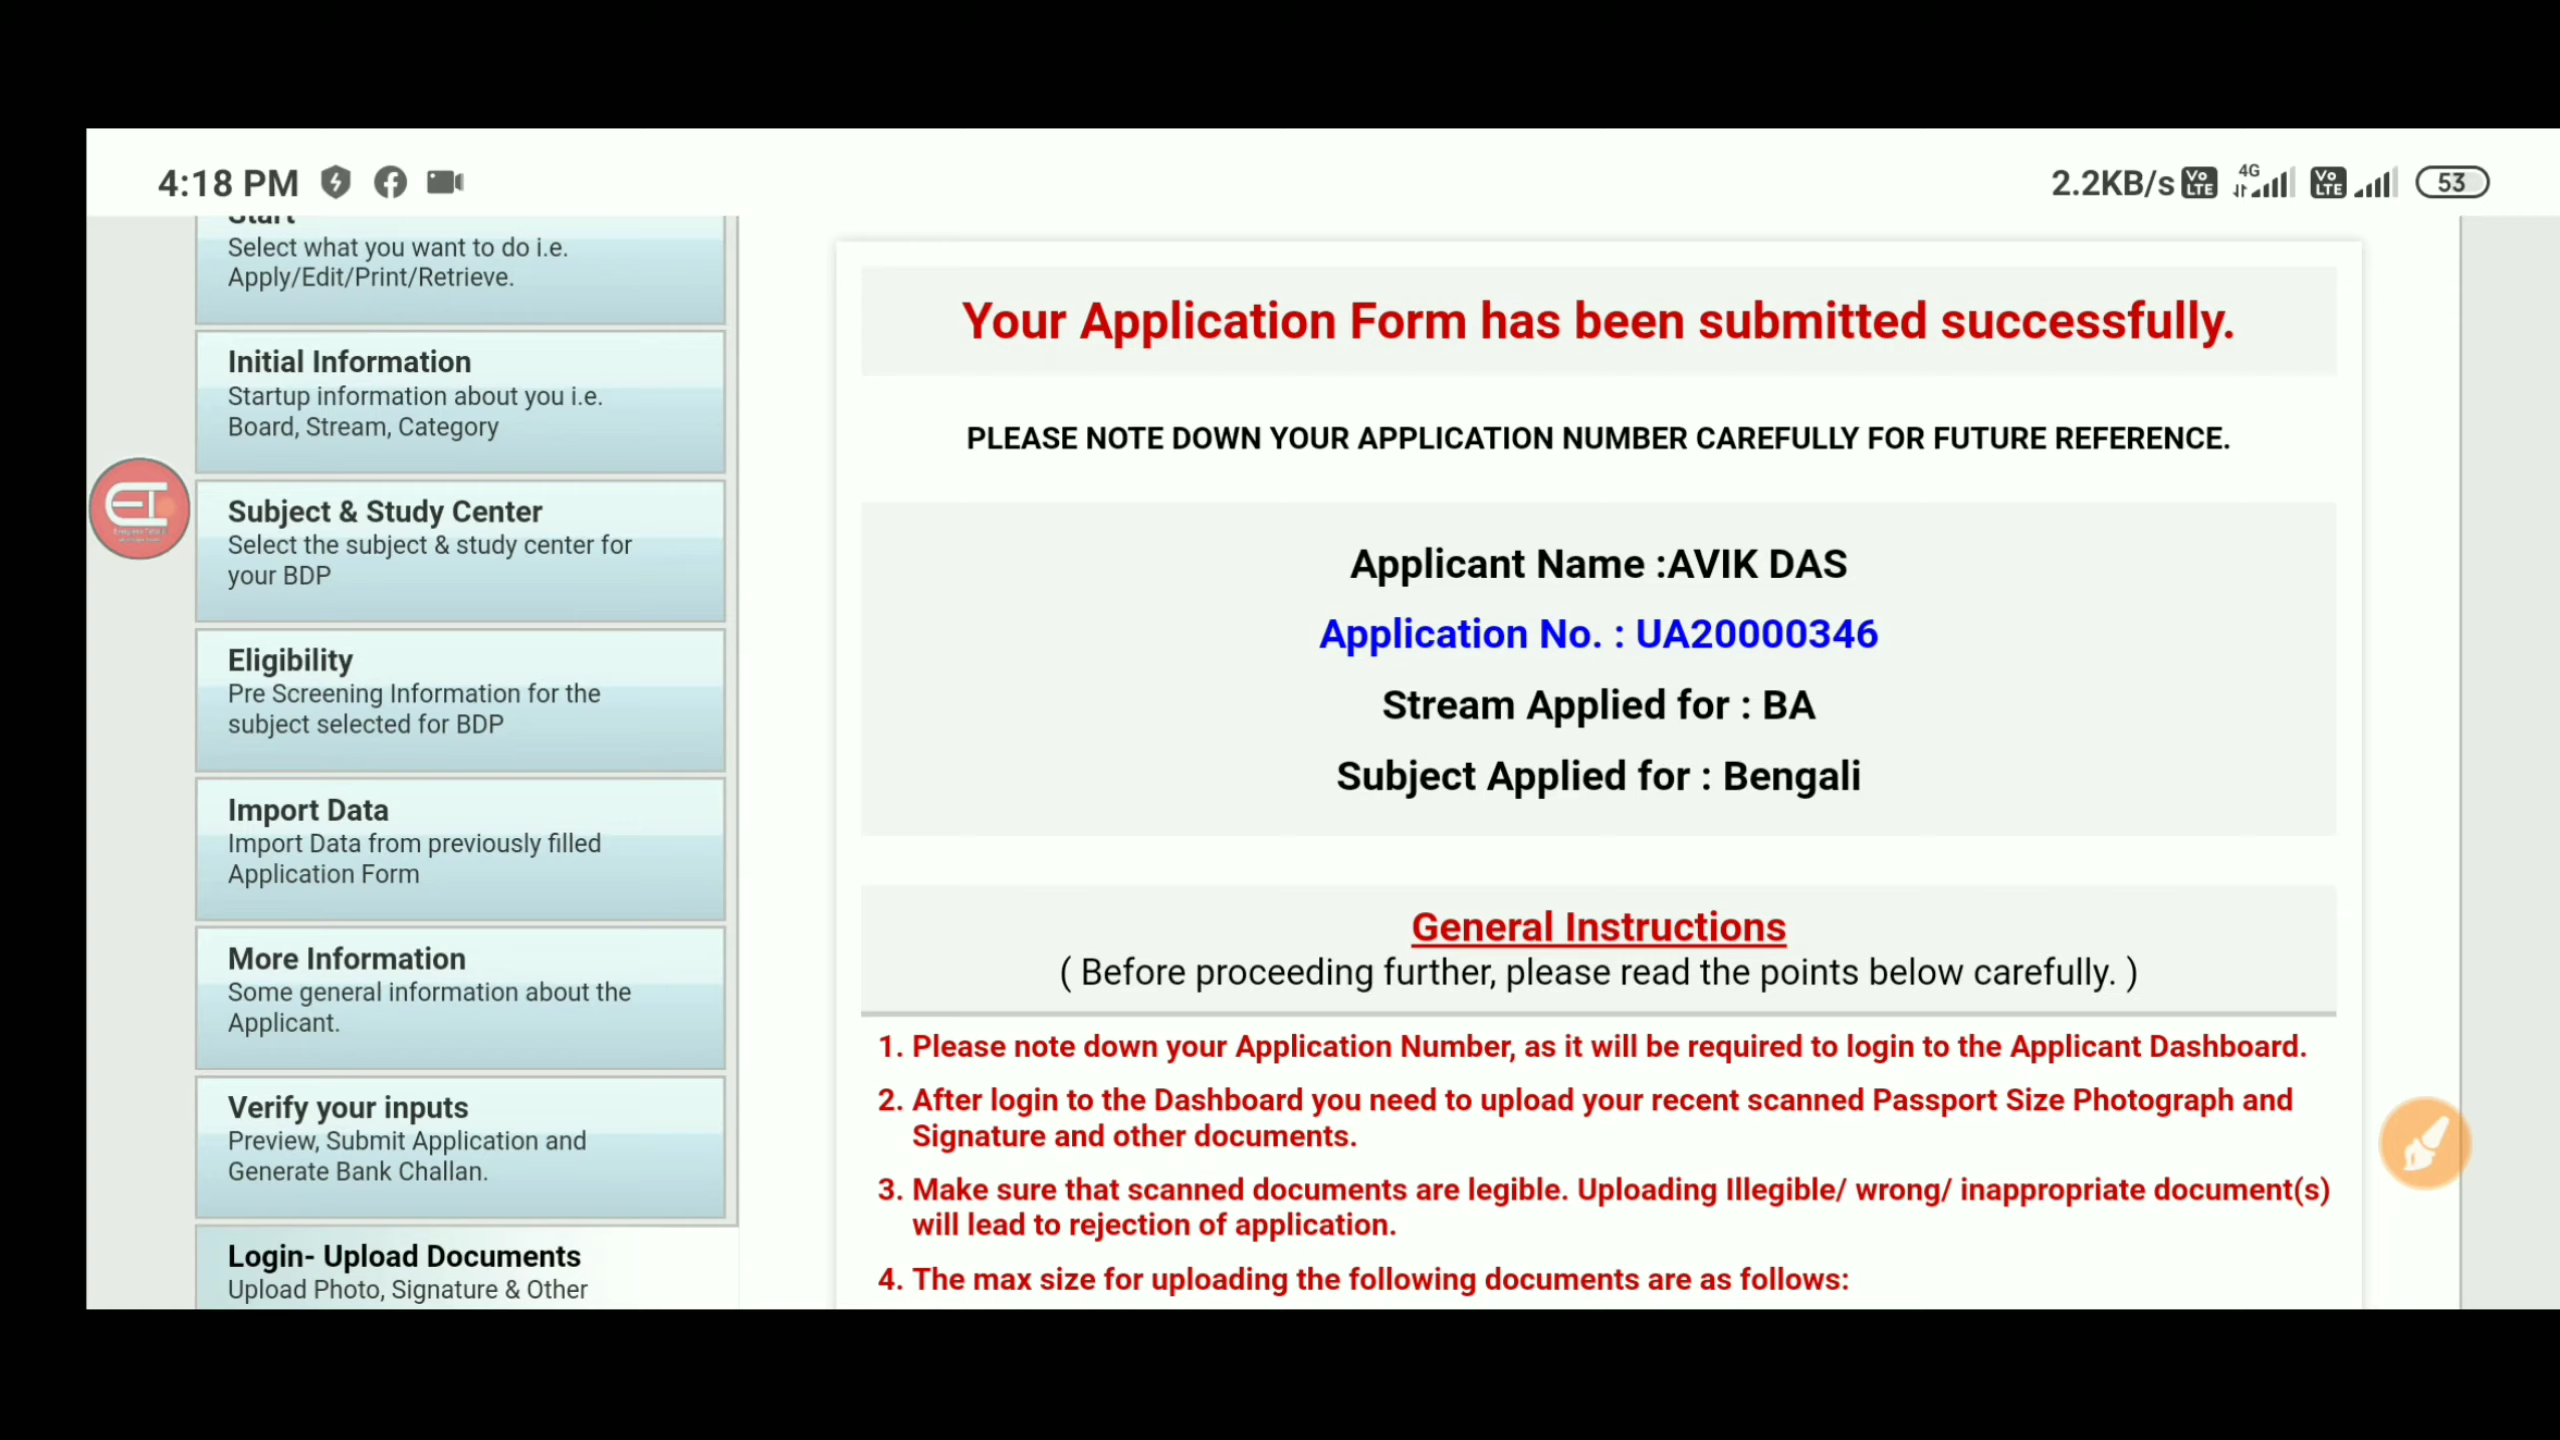 4:18 PM
2.2KB/s Vo LTE 4G Vo LTE 53
Start
Select what you want to do i.e.
Apply/Edit/Print/Retrieve.
Initial Information
Startup information about you i.e.
Board, Stream, Category
Subject & Study Center
Select the subject & study center for
your BDP
Eligibility
Pre Screening Information for the
subject selected for BDP
Import Data
Import Data from previously filled
Application Form
More Information
Some general information about the
Applicant.
Verify your inputs
Preview, Submit Application and
Generate Bank Challan.
Login- Upload Documents
Upload Photo, Signature & Other
Your Application Form has been submitted successfully.
PLEASE NOTE DOWN YOUR APPLICATION NUMBER CAREFULLY FOR FUTURE REFERENCE.
Applicant Name :AVIK DAS
Application No. : UA20000346
Stream Applied for : BA
Subject Applied for : Bengali
General Instructions
( Before proceeding further, please read the points below carefully. )
1. Please note down your Application Number, as it will be required to login to the Applicant Dashboard.
2. After login to the Dashboard you need to upload your recent scanned Passport Size Photograph and
Signature and other documents.
3. Make sure that scanned documents are legible. Uploading Illegible/ wrong/ inappropriate document(s)
will lead to rejection of application.
4. The max size for uploading the following documents are as follows: